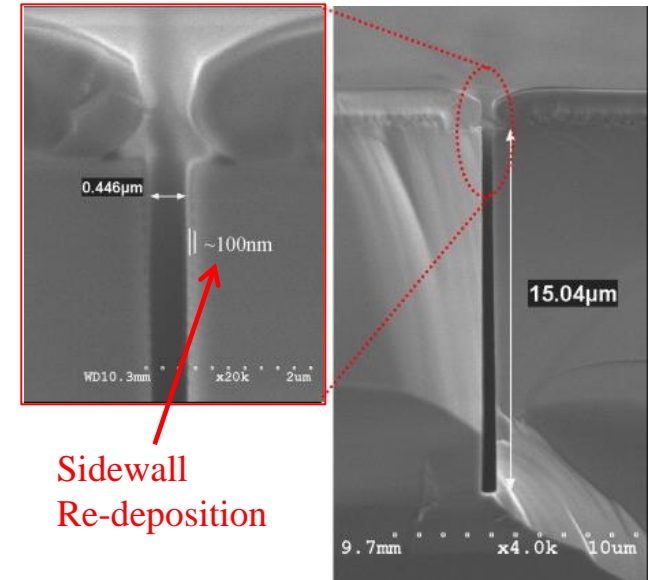 0.446µm
~100nm
WD10.3mm x20k 2um
Sidewall
Re-deposition
15.04µm
9.7mm x4.0k 10um